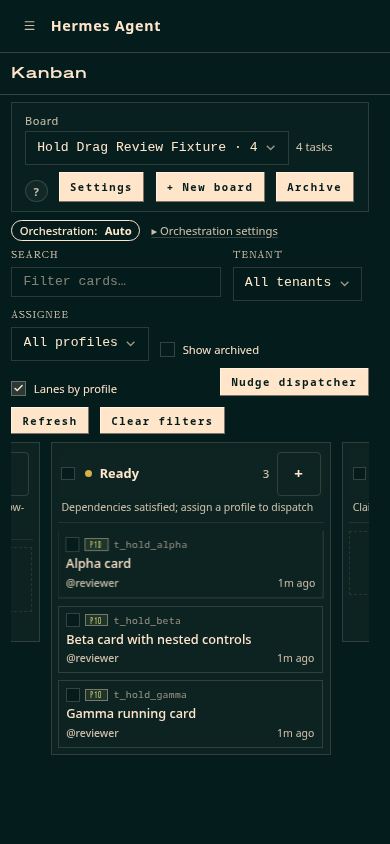 ☰ Hermes Agent
Kanban
Board
Hold Drag Review Fixture · 4
4 tasks
?
Settings
+ New board
Archive
Orchestration: Auto
▸ Orchestration settings
SEARCH
TENANT
Filter cards…
All tenants
ASSIGNEE
All profiles
Show archived
Lanes by profile
Nudge dispatcher
Refresh
Clear filters
Ready
3
+
Dependencies satisfied; assign a profile to dispatch
P10 t_hold_alpha
Alpha card
@reviewer 1m ago
P10 t_hold_beta
Beta card with nested controls
@reviewer 1m ago
P10 t_hold_gamma
Gamma running card
@reviewer 1m ago